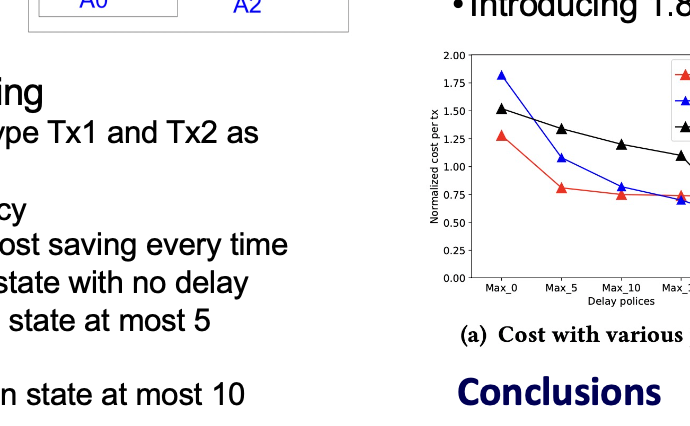 A0
A2
ing
ype Tx1 and Tx2 as
cy
ost saving every time
state with no delay
state at most 5
n state at most 10
• Introducing 1.8
2.00
1.75
1.50
1.25
1.00
0.75
0.50
0.25
0.00
Normalized cost per tx
Max_0 Max_5 Max_10 Max_1
Delay polices
(a) Cost with various
Conclusions